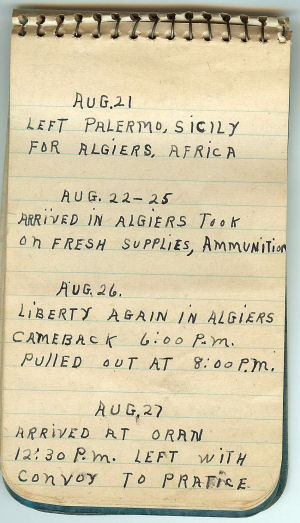 AUG.21
LEFT PALERMO, SICILY
FOR ALGIERS, AFRICA
AUG. 22-25
ARRIVED IN ALGIERS TOOK
ON FRESH SUPPLIES, AMMUNITION
AUG.26.
LIBERTY AGAIN IN ALGIERS
CAMEBACK 6:00 P.M.
PULLED OUT AT 8:00 P.M.
AUG,27
ARRIVED AT ORAN
12:30 P.M. LEFT WITH
CONVOY TO PRATICE.